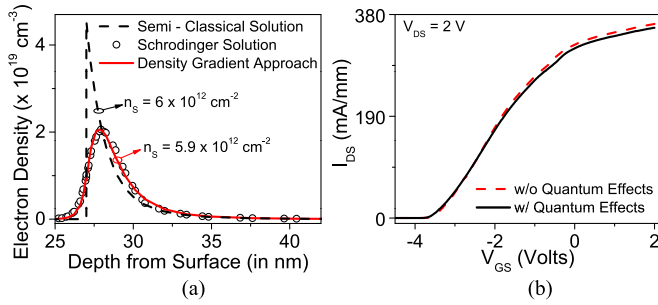 Electron Density (x 10^19 cm^-3)
4
2
0
Semi - Classical Solution
Schrodinger Solution
Density Gradient Approach
n_S = 6 x 10^12 cm^-2
n_S = 5.9 x 10^12 cm^-2
25 30 35 40
Depth from Surface (in nm)
(a)
I_DS (mA/mm)
380
190
0
V_DS = 2 V
w/o Quantum Effects
w/ Quantum Effects
-4 -2 0 2
V_GS (Volts)
(b)